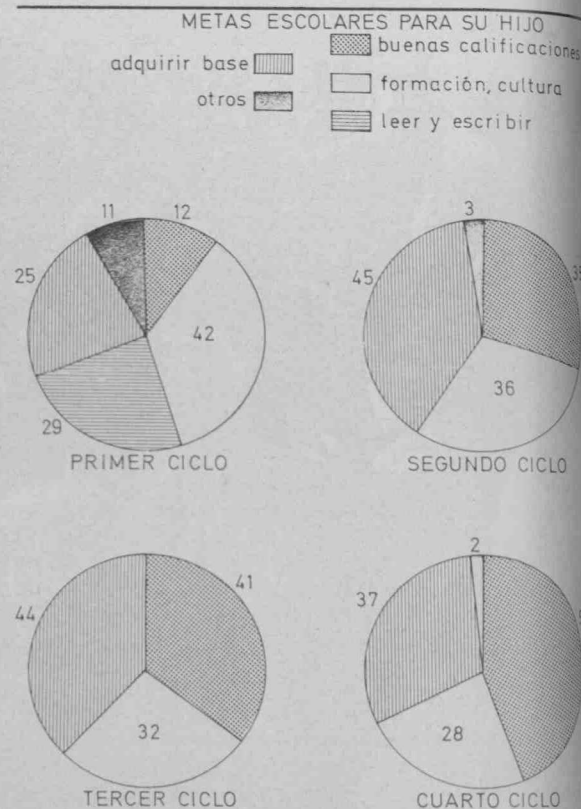 METAS ESCOLARES PARA SU HIJO
adquirir base
otros
buenas calificaciones
formación, cultura
leer y escribir
11
12
25
42
29
PRIMER CICLO
3
45
36
SEGUNDO CICLO
41
44
32
TERCER CICLO
2
37
28
CUARTO CICLO